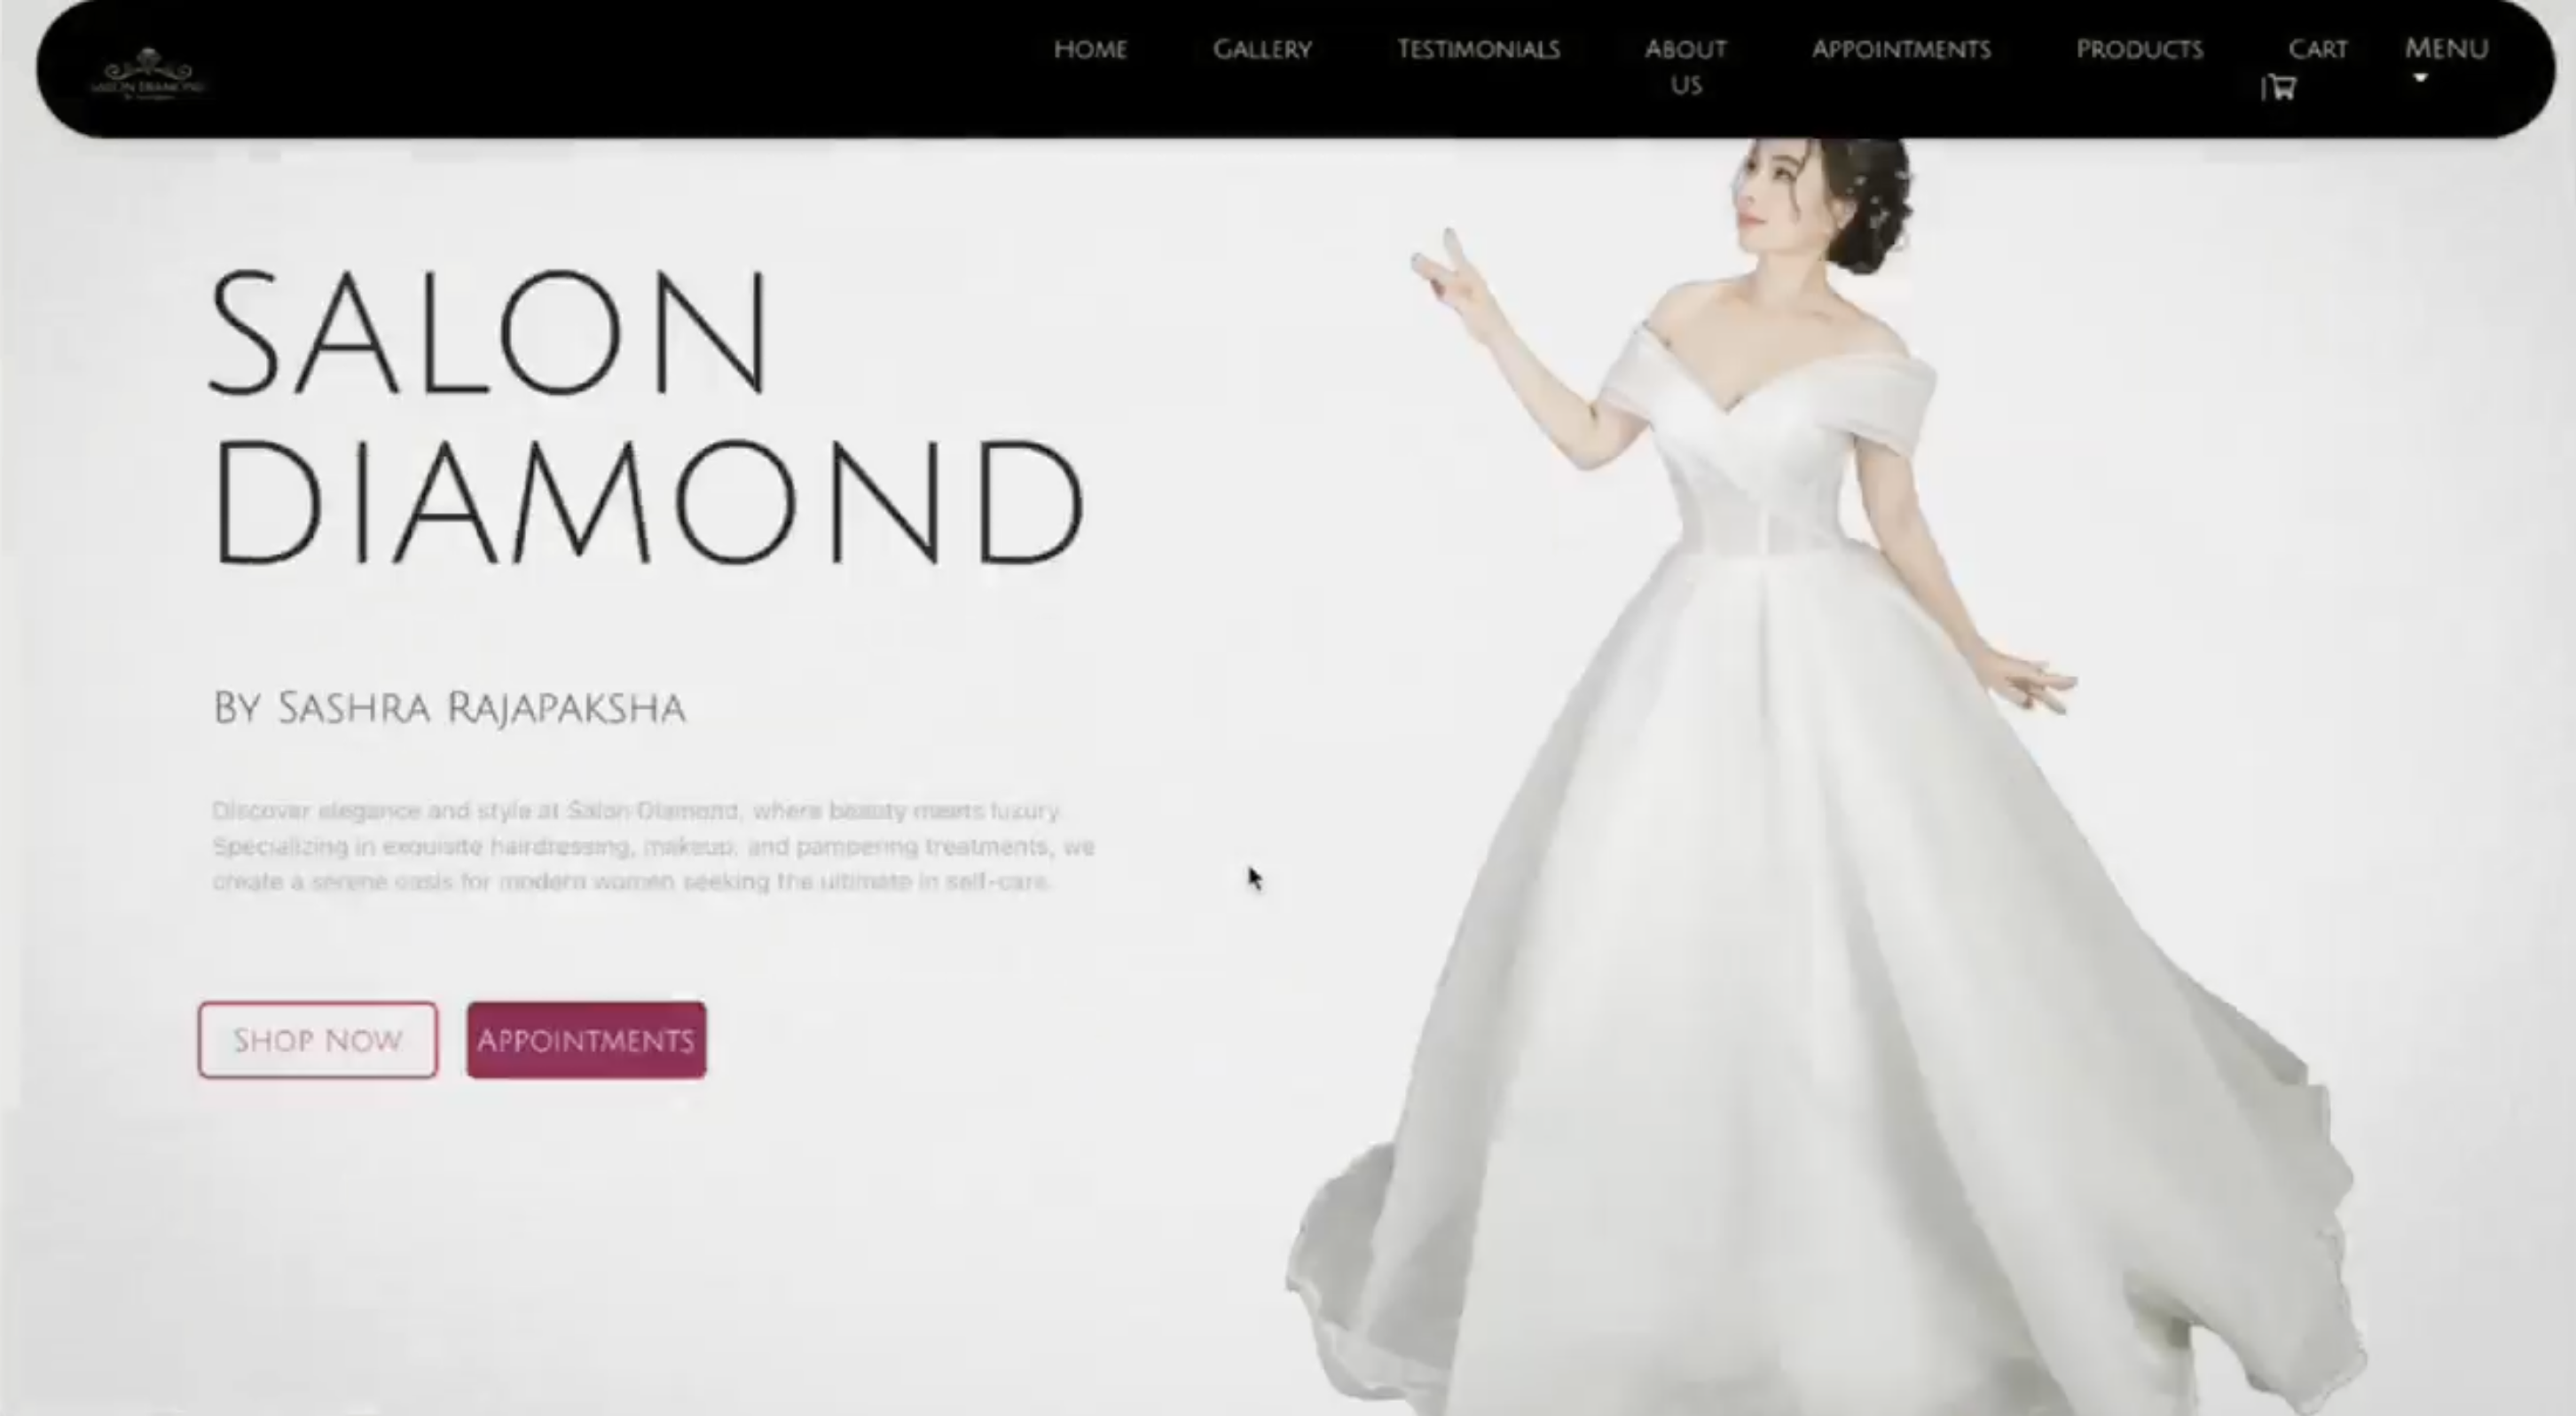 SALON DIAMOND
HOME GALLERY TESTIMONIALS ABOUT US APPOINTMENTS PRODUCTS CART MENU
SALON
DIAMOND
BY SASHRA RAJAPAKSHA
Discover elegance and style at Salon Diamond, where beauty meets luxury.
Specializing in exquisite hairdressing, makeup, and pampering treatments, we
create a serene oasis for modern women seeking the ultimate in self-care.
SHOP NOW
APPOINTMENTS